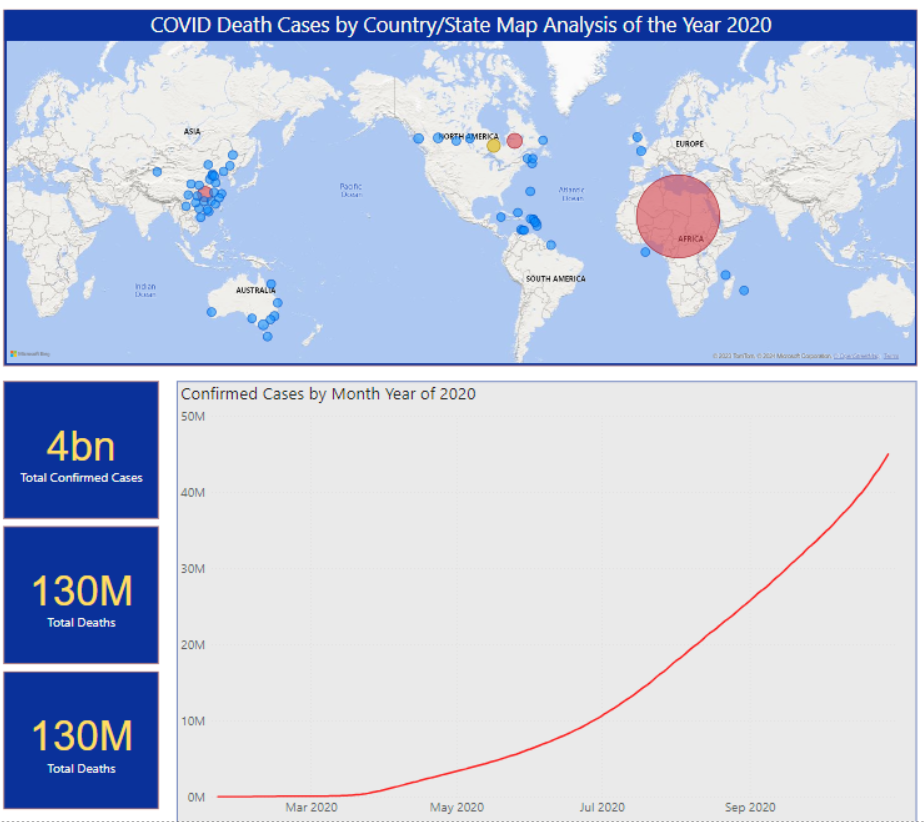 COVID Death Cases by Country/State Map Analysis of the Year 2020
ASIA
NORTH AMERICA
EUROPE
Pacific
Ocean
Atlantic
Ocean
AFRICA
SOUTH AMERICA
Indian
Ocean
AUSTRALIA
Microsoft Bing
© 2023 TomTom, © 2024 Microsoft Corporation, © OpenStreetMap Terms
4bn
Total Confirmed Cases
130M
Total Deaths
130M
Total Deaths
Confirmed Cases by Month Year of 2020
50M
40M
30M
20M
10M
0M
Mar 2020
May 2020
Jul 2020
Sep 2020